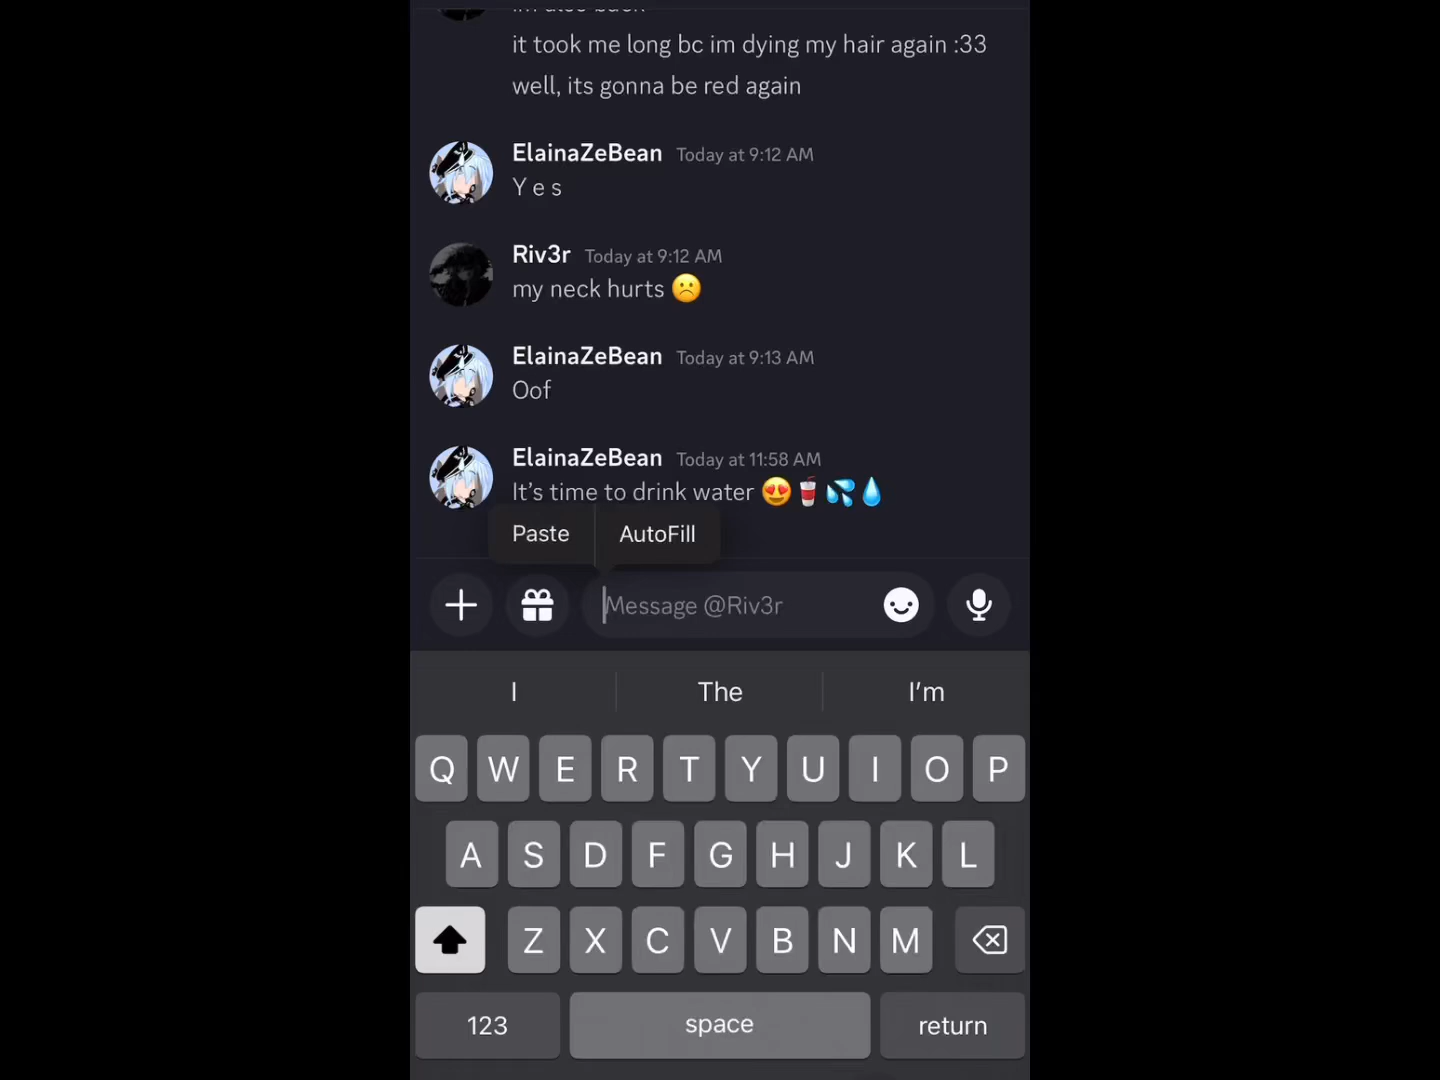 it took me long bc im dying my hair again :33
well, its gonna be red again
ElainaZeBean Today at 9:12 AM
Y e s
Riv3r Today at 9:12 AM
my neck hurts ☹️
ElainaZeBean Today at 9:13 AM
Oof
ElainaZeBean Today at 11:58 AM
It’s time to drink water 😍🥤💦💧
Paste AutoFill
Message @Riv3r
I The I’m
Q W E R T Y U I O P
A S D F G H J K L
Z X C V B N M
123 space return